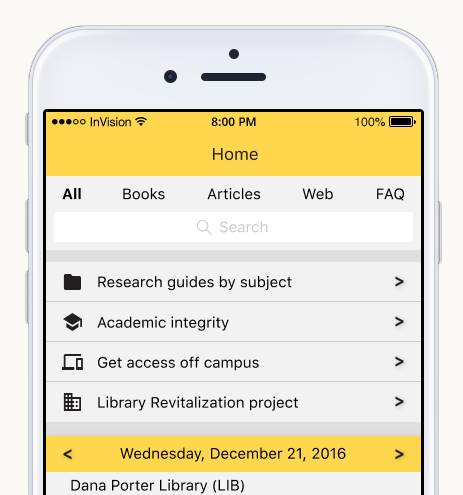 ●●●○○ InVision 8:00 PM 100%
Home
All Books Articles Web FAQ
Search
Research guides by subject >
Academic integrity >
Get access off campus >
Library Revitalization project >
< Wednesday, December 21, 2016 >
Dana Porter Library (LIB)